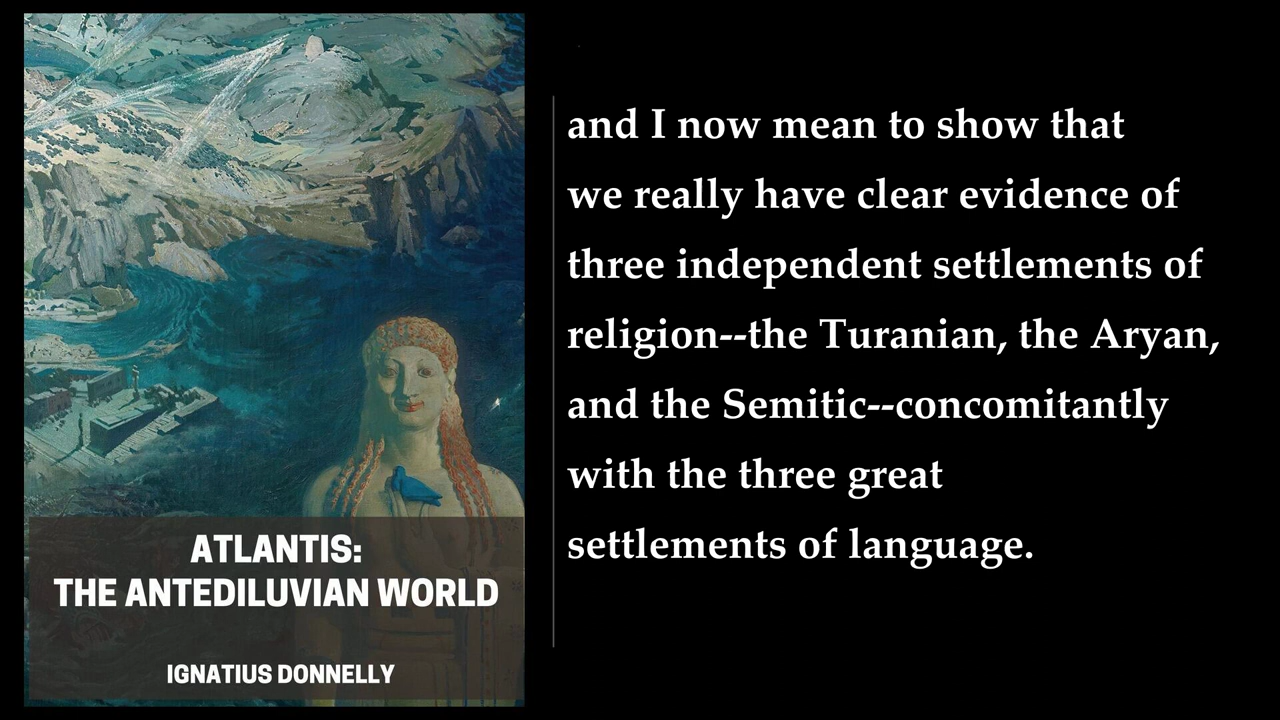 ATLANTIS:
THE ANTEDILUVIAN WORLD
IGNATIUS DONNELLY
and I now mean to show that
we really have clear evidence of
three independent settlements of
religion--the Turanian, the Aryan,
and the Semitic--concomitantly
with the three great
settlements of language.